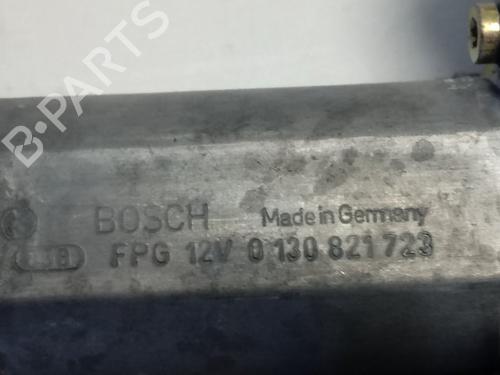 B-PARTS
BOSCH Made in Germany
FPG 12V 0 130 821 723